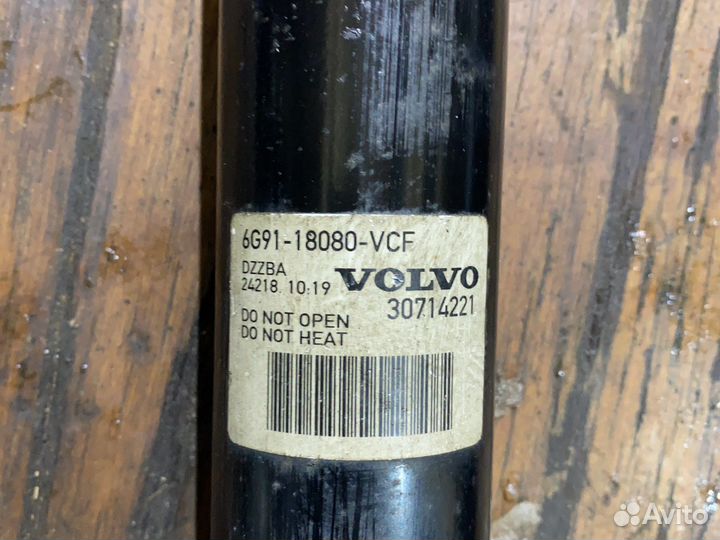 6G91-18080-VCF
DZZBA
24218 10:19 VOLVO
30714221
DO NOT OPEN
DO NOT HEAT
Avito